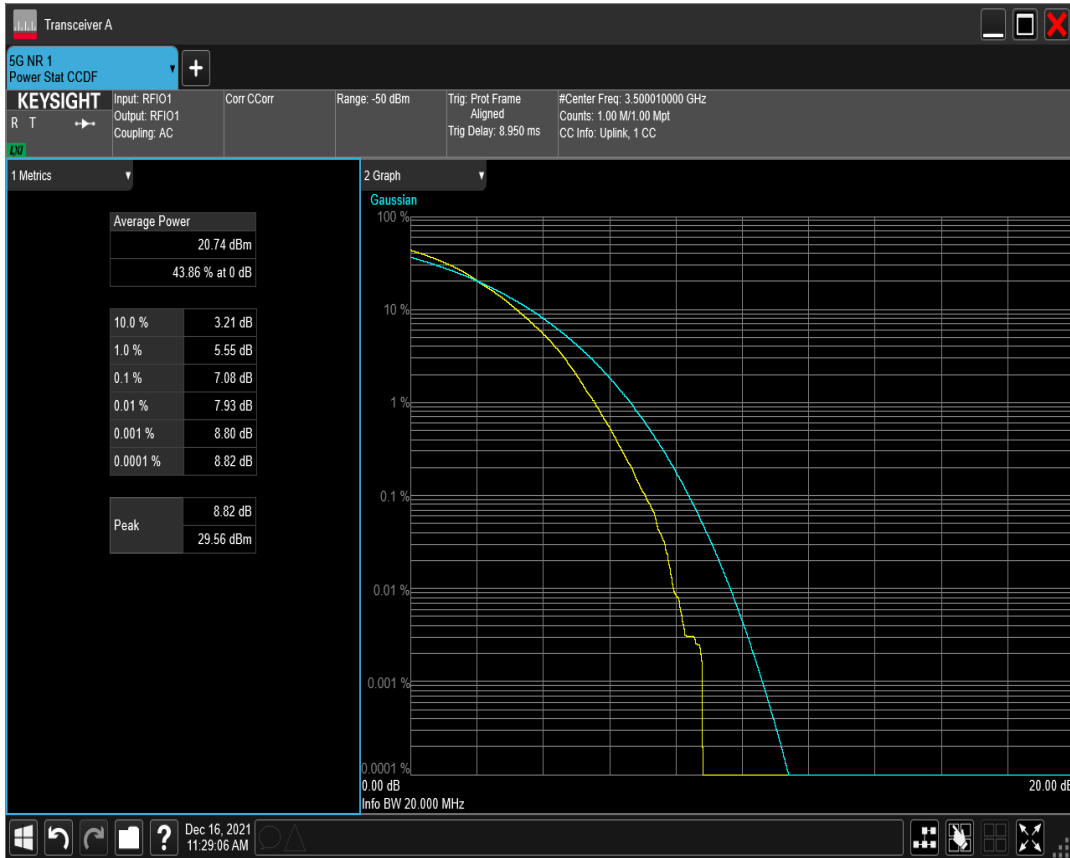 Transceiver A
5G NR 1
Power Stat CCDF
KEYSIGHT
R T
LXI
Input: RFIO1
Output: RFIO1
Coupling: AC
Corr CCorr
Range: -50 dBm
Trig: Prot Frame
Aligned
Trig Delay: 8.950 ms
#Center Freq: 3.500010000 GHz
Counts: 1.00 M/1.00 Mpt
CC Info: Uplink, 1 CC
1 Metrics
Average Power
20.74 dBm
43.86 % at 0 dB
10.0 % 3.21 dB
1.0 % 5.55 dB
0.1 % 7.08 dB
0.01 % 7.93 dB
0.001 % 8.80 dB
0.0001 % 8.82 dB
Peak
8.82 dB
29.56 dBm
2 Graph
Gaussian
100 %
10 %
1 %
0.1 %
0.01 %
0.001 %
0.0001 %
0.00 dB 20.00 dB
Info BW 20.000 MHz
?
Dec 16, 2021
11:29:06 AM